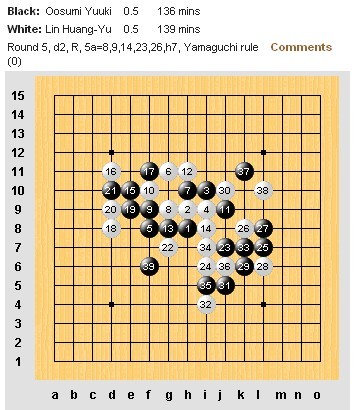 Black: Oosumi Yuuki 0.5 136 mins
White: Lin Huang-Yu 0.5 139 mins
Round 5, d2, R, 5a=8,9,14,23,26,h7, Yamaguchi rule Comments
(0)
15
14
13
12
11 16 17 6 12 37
10 21 15 10 7 3 30 38
9 20 19 9 8 2 4 11
8 18 5 13 1 14 26 27
7 22 34 23 33 25
6 39 24 36 29 28
5 35 31
4 32
3
2
1
a b c d e f g h i j k l m n o